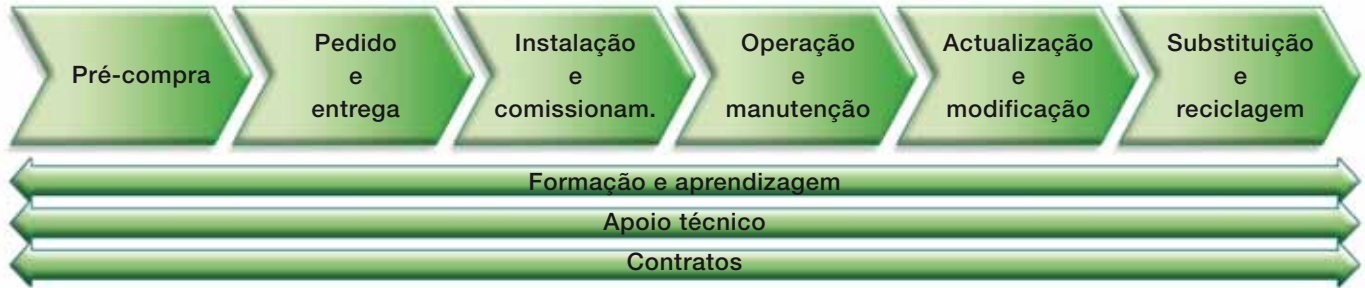 Pré-compra
Pedido
e
entrega
Instalação
e
comissionam.
Operação
e
manutenção
Actualização
e
modificação
Substituição
e
reciclagem
Formação e aprendizagem
Apoio técnico
Contratos